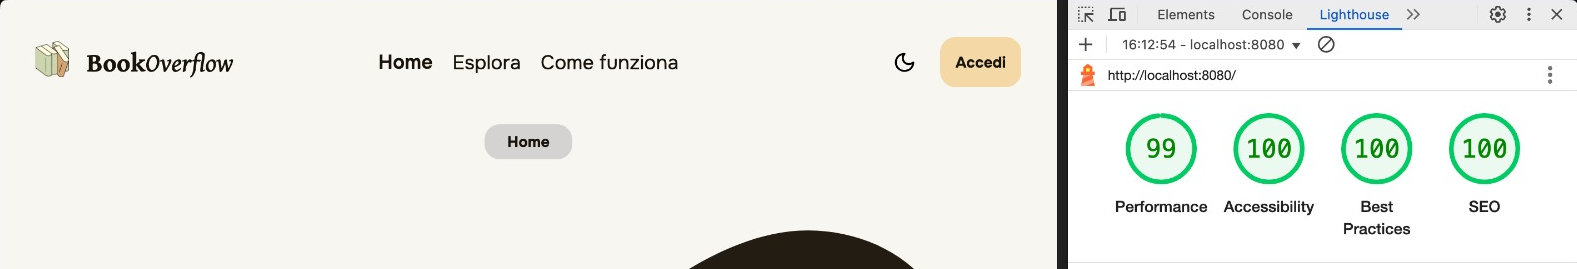 BookOverflow
Home Esplora Come funziona
Accedi
Home
Elements Console Lighthouse
16:12:54 - localhost:8080
http://localhost:8080/
99 100 100 100
Performance Accessibility Best Practices SEO